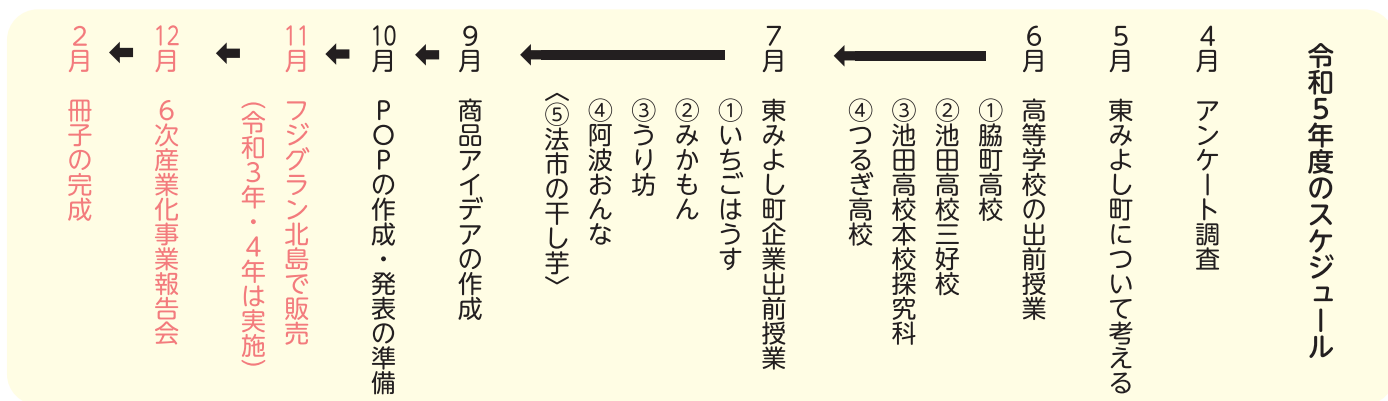 令和５年度のスケジュール
４月　アンケート調査
５月　東みよし町について考える
６月　高等学校の出前授業
①脇町高校
②池田高校三好校
③池田高校本校探究科
④つるぎ高校
７月　東みよし町企業出前授業
①いちごはうす
②みかもん
③うり坊
④阿波おんな
〈⑤法市の干し芋〉
９月　商品アイデアの作成
10月　ＰＯＰの作成・発表の準備
11月　フジグラン北島で販売
（令和３年・４年は実施）
12月　６次産業化事業報告会
２月　冊子の完成